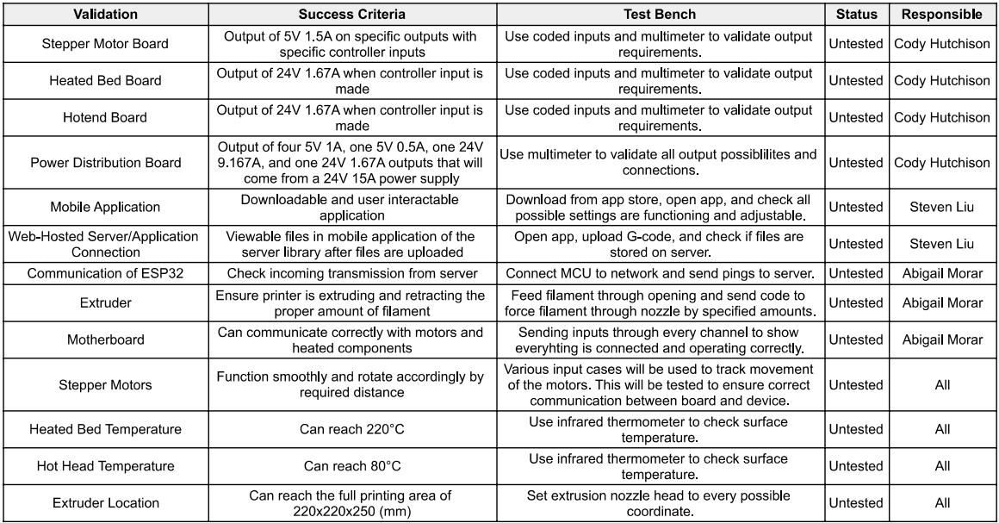 Validation Success Criteria Test Bench Status Responsible
Stepper Motor Board
Output of 5V 1.5A on specific outputs with
specific controller inputs
Use coded inputs and multimeter to validate output
requirements.
Untested
Cody Hutchison
Heated Bed Board
Output of 24V 1.67A when controller input is
made
Use coded inputs and multimeter to validate output
requirements.
Untested
Cody Hutchison
Hotend Board
Output of 24V 1.67A when controller input is
made
Use coded inputs and multimeter to validate output
requirements.
Untested
Cody Hutchison
Power Distribution Board
Output of four 5V 1A, one 5V 0.5A, one 24V
9.167A, and one 24V 1.67A outputs that will
come from a 24V 15A power supply
Use multimeter to validate all output possiblilites and
connections.
Untested
Cody Hutchison
Mobile Application
Downloadable and user interactable
application
Download from app store, open app, and check all
possible settings are functioning and adjustable.
Untested
Steven Liu
Web-Hosted Server/Application
Connection
Viewable files in mobile application of the
server library after files are uploaded
Open app, upload G-code, and check if files are
stored on server.
Untested
Steven Liu
Communication of ESP32
Check incoming transmission from server
Connect MCU to network and send pings to server.
Untested
Abigail Morar
Extruder
Ensure printer is extruding and retracting the
proper amount of filament
Feed filament through opening and send code to
force filament through nozzle by specified amounts.
Untested
Abigail Morar
Motherboard
Can communicate correctly with motors and
heated components
Sending inputs through every channel to show
everyhting is connected and operating correctly.
Untested
Abigail Morar
Stepper Motors
Function smoothly and rotate accordingly by
required distance
Various input cases will be used to track movement
of the motors. This will be tested to ensure correct
communication between board and device.
Untested
All
Heated Bed Temperature
Can reach 220°C
Use infrared thermometer to check surface
temperature.
Untested
All
Hot Head Temperature
Can reach 80°C
Use infrared thermometer to check surface
temperature.
Untested
All
Extruder Location
Can reach the full printing area of
220x220x250 (mm)
Set extrusion nozzle head to every possible
coordinate.
Untested
All